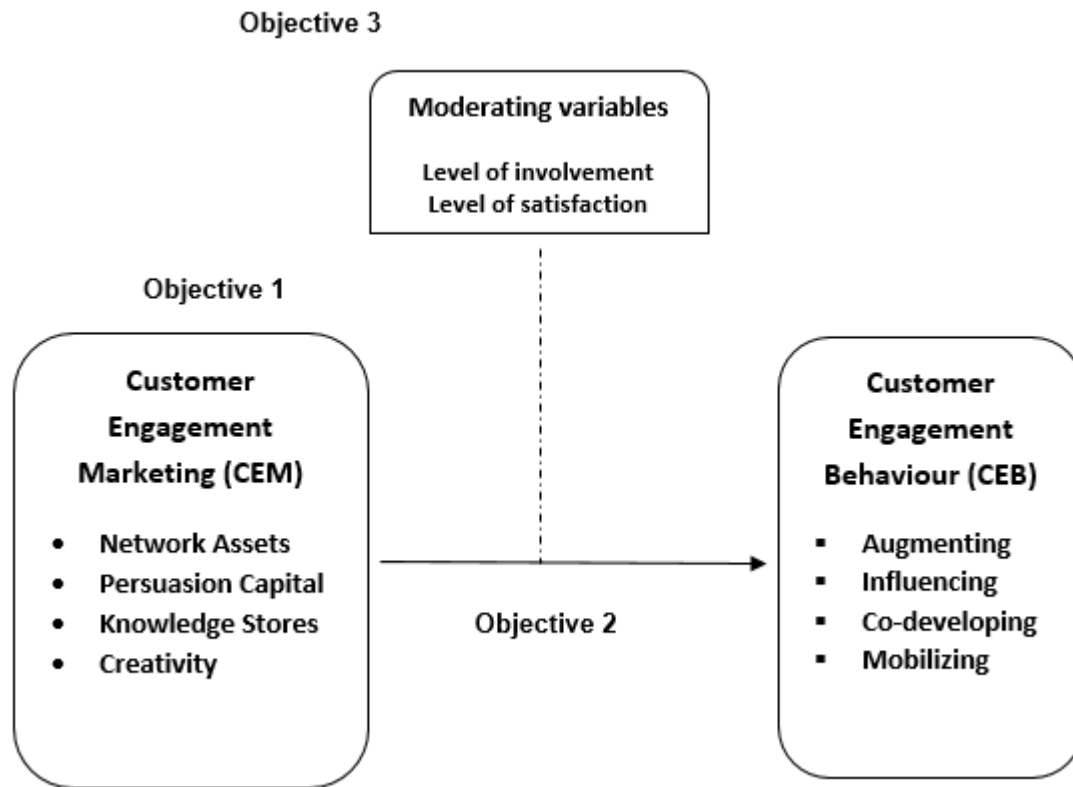 Objective 3
Moderating variables
Level of involvement
Level of satisfaction
Objective 1
Customer
Engagement
Marketing (CEM)
• Network Assets
• Persuasion Capital
• Knowledge Stores
• Creativity
Objective 2
Customer
Engagement
Behaviour (CEB)
▪ Augmenting
▪ Influencing
▪ Co-developing
▪ Mobilizing